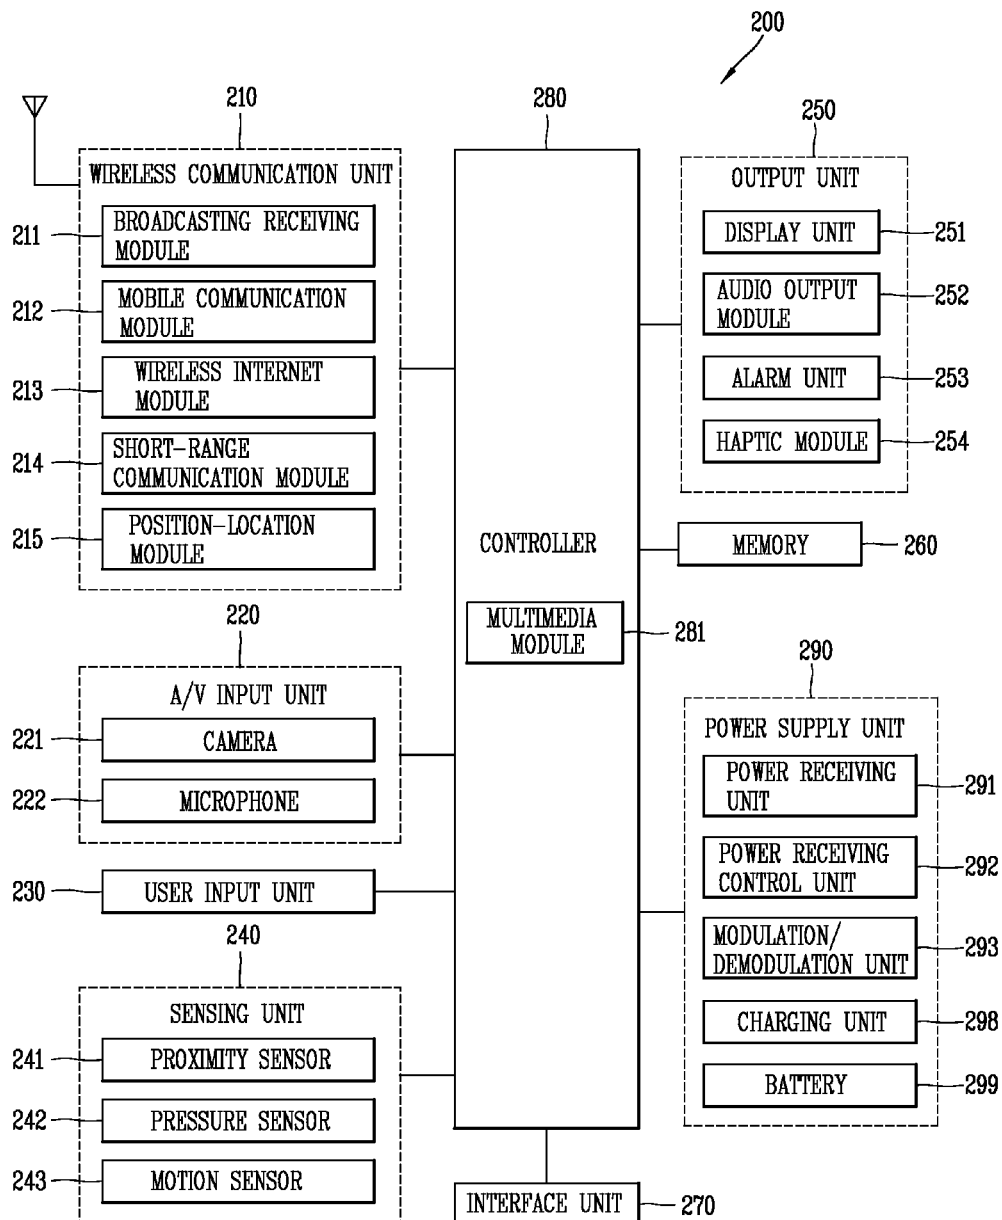 200
210
WIRELESS COMMUNICATION UNIT
211
BROADCASTING RECEIVING
MODULE
212
MOBILE COMMUNICATION
MODULE
213
WIRELESS INTERNET
MODULE
214
SHORT-RANGE
COMMUNICATION MODULE
215
POSITION-LOCATION
MODULE
220
A/V INPUT UNIT
221
CAMERA
222
MICROPHONE
230
USER INPUT UNIT
240
SENSING UNIT
241
PROXIMITY SENSOR
242
PRESSURE SENSOR
243
MOTION SENSOR
280
CONTROLLER
MULTIMEDIA
MODULE
281
INTERFACE UNIT
270
250
OUTPUT UNIT
DISPLAY UNIT
251
AUDIO OUTPUT
MODULE
252
ALARM UNIT
253
HAPTIC MODULE
254
MEMORY
260
290
POWER SUPPLY UNIT
POWER RECEIVING
UNIT
291
POWER RECEIVING
CONTROL UNIT
292
MODULATION/
DEMODULATION UNIT
293
CHARGING UNIT
298
BATTERY
299